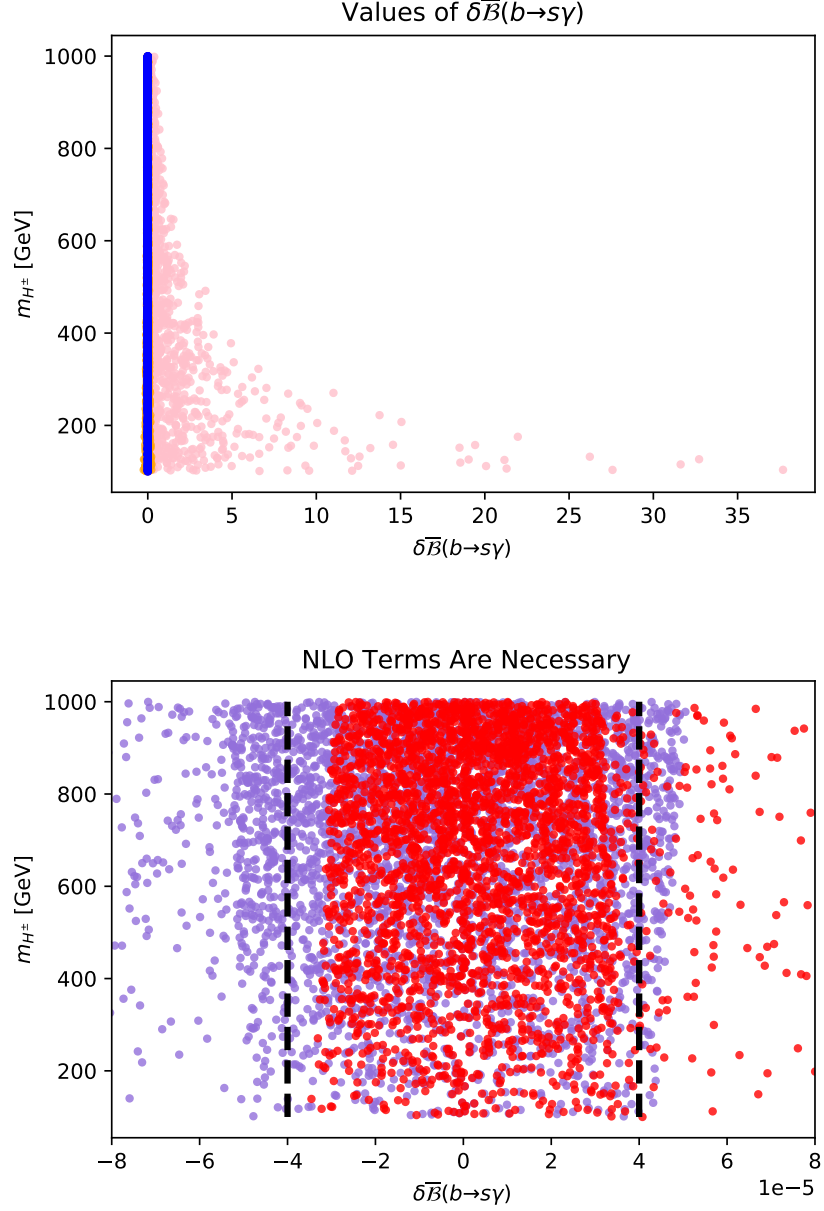 Values of δℬ̅(b→sγ)
1000
800
600
400
200
m_{H^±} [GeV]
0 5 10 15 20 25 30 35
δℬ̅(b→sγ)
NLO Terms Are Necessary
1000
800
600
400
200
m_{H^±} [GeV]
−8 −6 −4 −2 0 2 4 6 8
1e−5
δℬ̅(b→sγ)